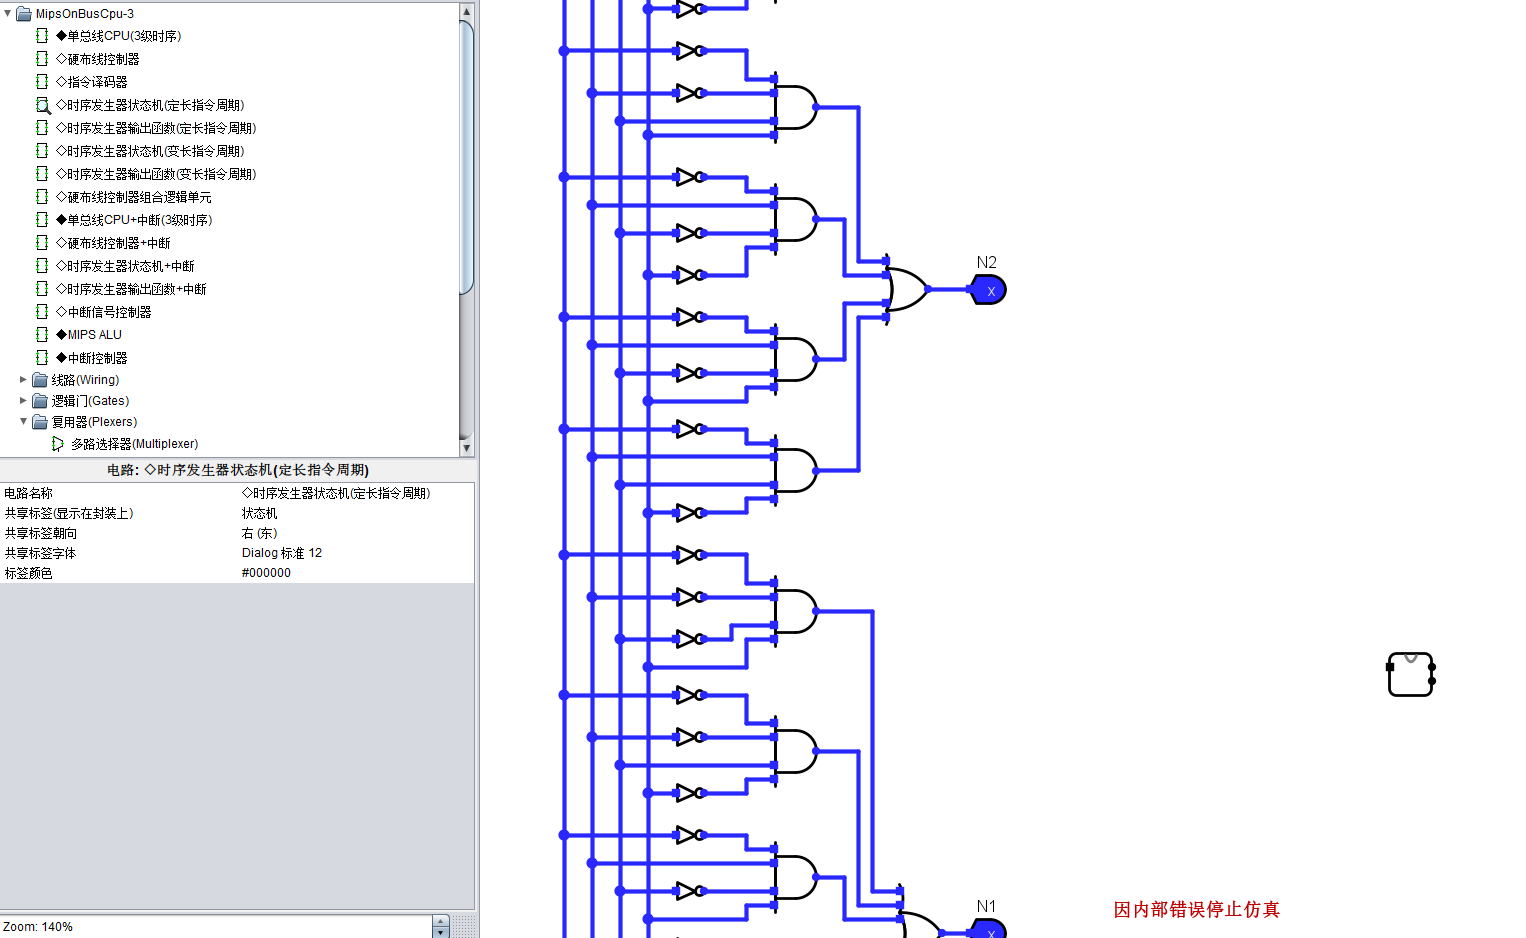 MipsOnBusCpu-3
◆单总线CPU(3级时序)
◇硬布线控制器
◇指令译码器
◇时序发生器状态机(定长指令周期)
◇时序发生器输出函数(定长指令周期)
◇时序发生器状态机(变长指令周期)
◇时序发生器输出函数(变长指令周期)
◇硬布线控制器组合逻辑单元
◆单总线CPU+中断(3级时序)
◇硬布线控制器+中断
◇时序发生器状态机+中断
◇时序发生器输出函数+中断
◇中断信号控制器
◆MIPS ALU
◆中断控制器
线路(Wiring)
逻辑门(Gates)
复用器(Plexers)
多路选择器(Multiplexer)
电路: ◇时序发生器状态机(定长指令周期)
电路名称 ◇时序发生器状态机(定长指令周期)
共享标签(显示在封装上) 状态机
共享标签朝向 右 (东)
共享标签字体 Dialog 标准 12
标签颜色 #000000
Zoom: 140%
N2
x
N1
x
因内部错误停止仿真